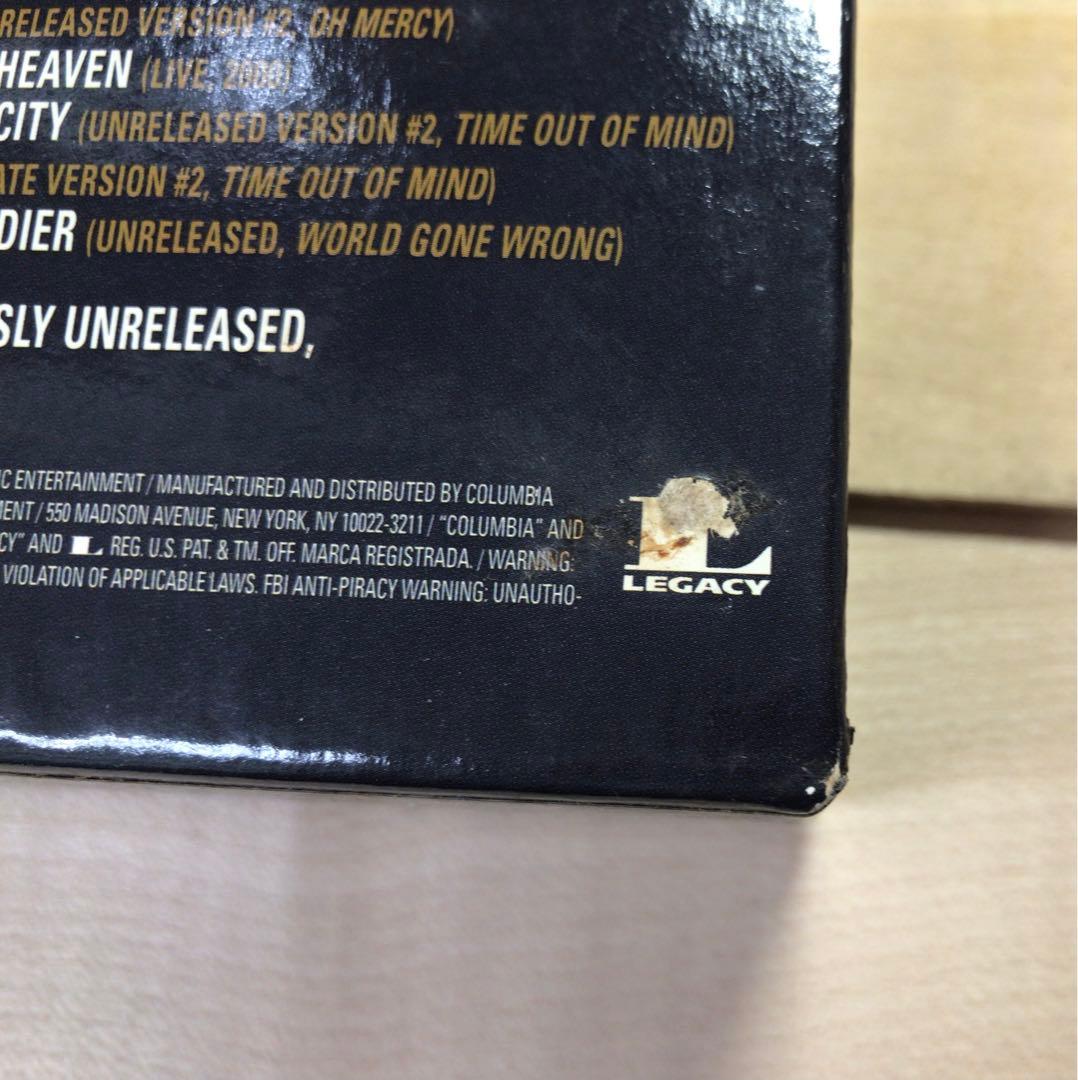 RELEASED VERSION #2, OH MERCY)
HEAVEN (LIVE, 2000)
CITY (UNRELEASED VERSION #2, TIME OUT OF MIND)
ATE VERSION #2, TIME OUT OF MIND)
DIER (UNRELEASED, WORLD GONE WRONG)
SLY UNRELEASED,
IC ENTERTAINMENT / MANUFACTURED AND DISTRIBUTED BY COLUMBIA
MENT / 550 MADISON AVENUE, NEW YORK, NY 10022-3211 / "COLUMBIA" AND
CY" AND L REG. U.S. PAT. & TM. OFF. MARCA REGISTRADA. / WARNING:
VIOLATION OF APPLICABLE LAWS. FBI ANTI-PIRACY WARNING: UNAUTHO-
L
LEGACY